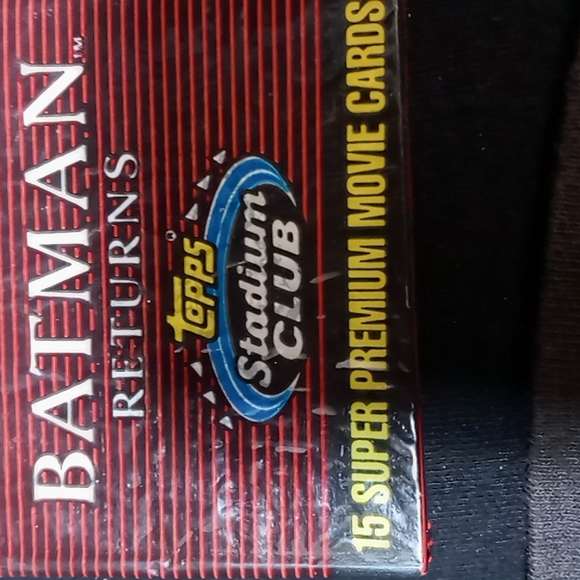 BATMAN™
RETURNS
topps®
Stadium
CLUB
15 SUPER PREMIUM MOVIE CARDS